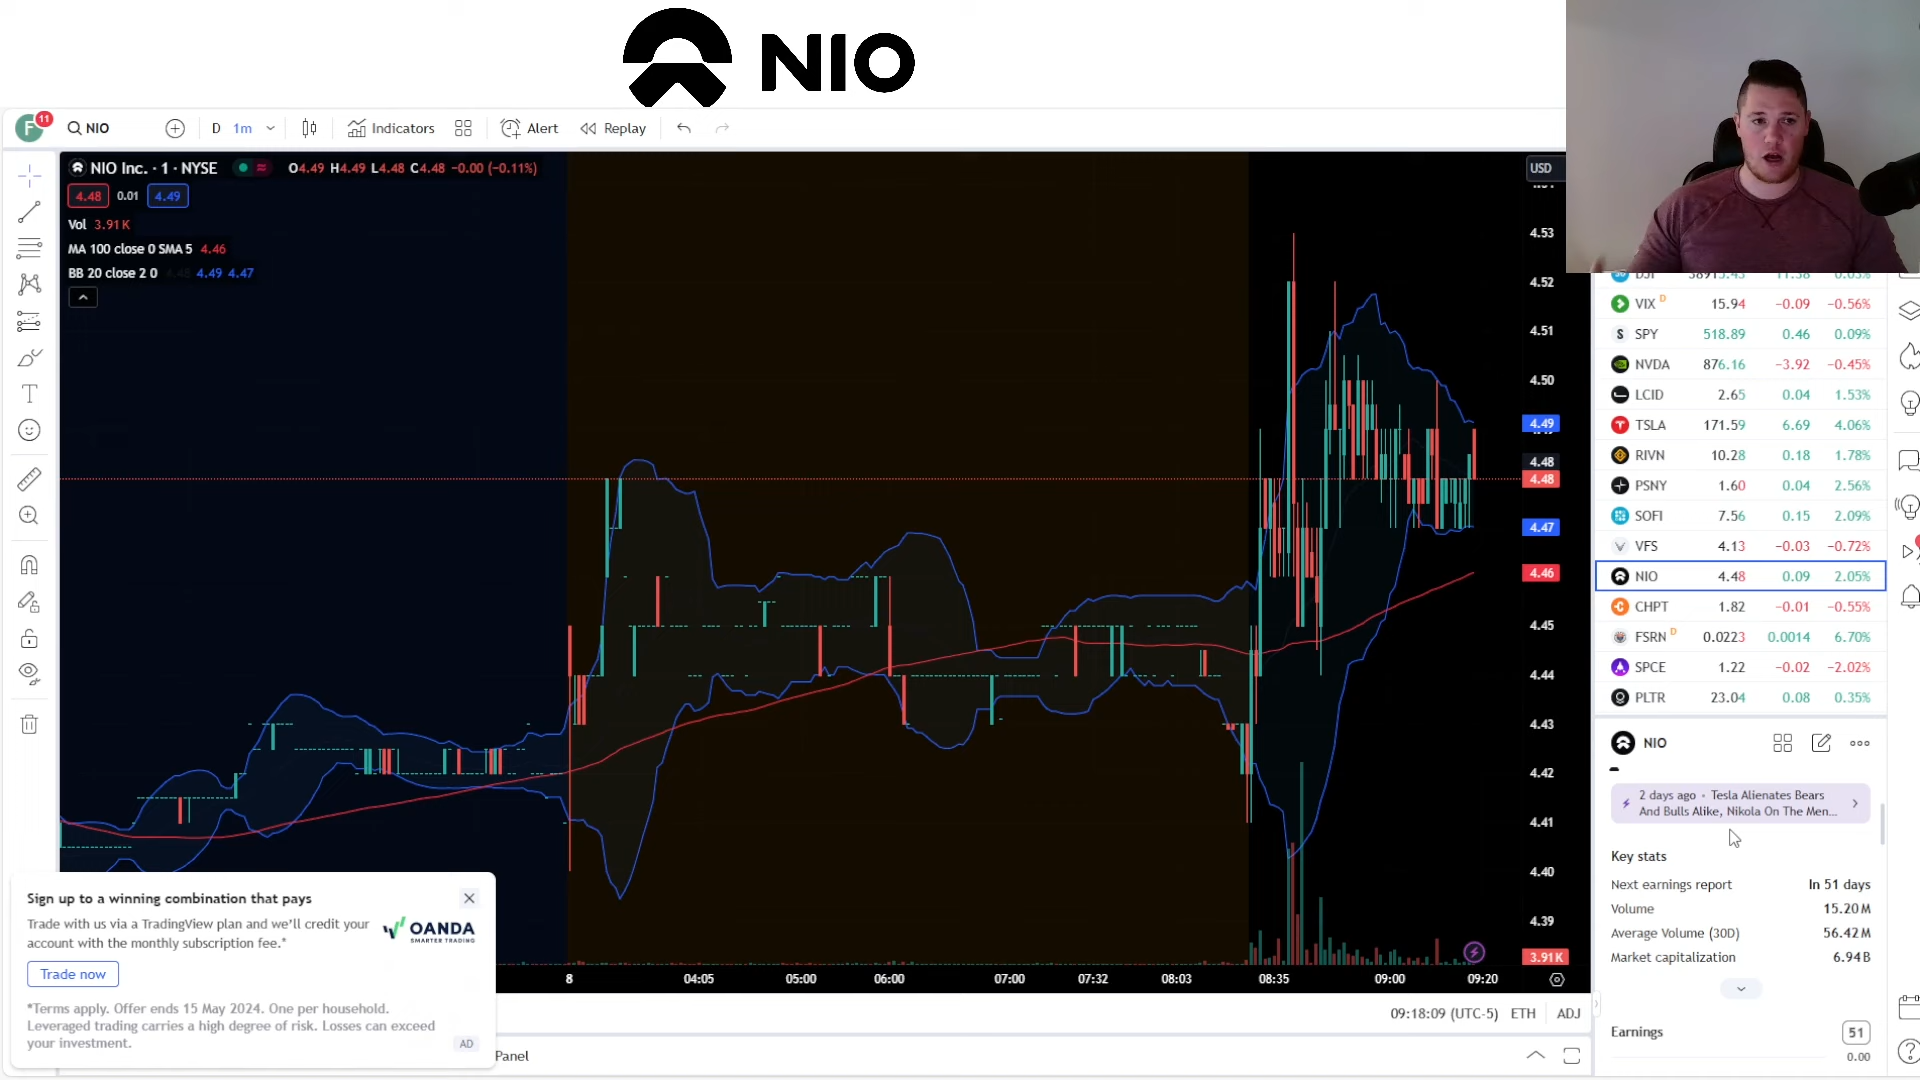 NIO
F
11
NIO
D
1m
Indicators
Alert
Replay
NIO Inc. · 1 · NYSE
O4.49 H4.49 L4.48 C4.48 −0.00 (−0.11%)
4.48
0.01
4.49
Vol 3.91K
MA 100 close 0 SMA 5 4.46
BB 20 close 2 0 4.48 4.49 4.47
USD
4.53
4.52
4.51
4.50
4.49
4.48
4.48
4.47
4.46
4.45
4.44
4.43
4.42
4.41
4.40
4.39
3.91K
8
04:05
05:00
06:00
07:00
07:32
08:03
08:35
09:00
09:20
09:18:09 (UTC-5)
ETH
ADJ
Panel
Sign up to a winning combination that pays
Trade with us via a TradingView plan and we'll credit your
account with the monthly subscription fee.*
OANDA
SMARTER TRADING
Trade now
*Terms apply. Offer ends 15 May 2024. One per household.
Leveraged trading carries a high degree of risk. Losses can exceed
your investment.
AD
DJI 38915.43 11.38 0.03%
VIX D 15.94 −0.09 −0.56%
SPY 518.89 0.46 0.09%
NVDA 876.16 −3.92 −0.45%
LCID 2.65 0.04 1.53%
TSLA 171.59 6.69 4.06%
RIVN 10.28 0.18 1.78%
PSNY 1.60 0.04 2.56%
SOFI 7.56 0.15 2.09%
VFS 4.13 −0.03 −0.72%
NIO 4.48 0.09 2.05%
CHPT 1.82 −0.01 −0.55%
FSRN D 0.0223 0.0014 6.70%
SPCE 1.22 −0.02 −2.02%
PLTR 23.04 0.08 0.35%
NIO
2 days ago · Tesla Alienates Bears
And Bulls Alike, Nikola On The Men...
Key stats
Next earnings report In 51 days
Volume 15.20M
Average Volume (30D) 56.42M
Market capitalization 6.94B
Earnings 51
0.00